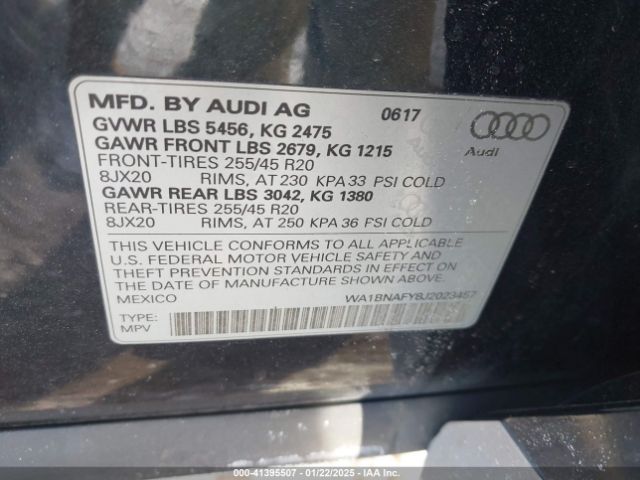 MFD. BY AUDI AG 0617
GVWR LBS 5456, KG 2475
GAWR FRONT LBS 2679, KG 1215
FRONT-TIRES 255/45 R20
8JX20 RIMS, AT 230 KPA 33 PSI COLD
GAWR REAR LBS 3042, KG 1380
REAR-TIRES 255/45 R20
8JX20 RIMS, AT 250 KPA 36 PSI COLD
Audi
THIS VEHICLE CONFORMS TO ALL APPLICABLE
U.S. FEDERAL MOTOR VEHICLE SAFETY AND
THEFT PREVENTION STANDARDS IN EFFECT ON
THE DATE OF MANUFACTURE SHOWN ABOVE.
MEXICO WA1BNAFY8J2023457
TYPE:
MPV
000-41395507 - 01/22/2025 - IAAI.COM